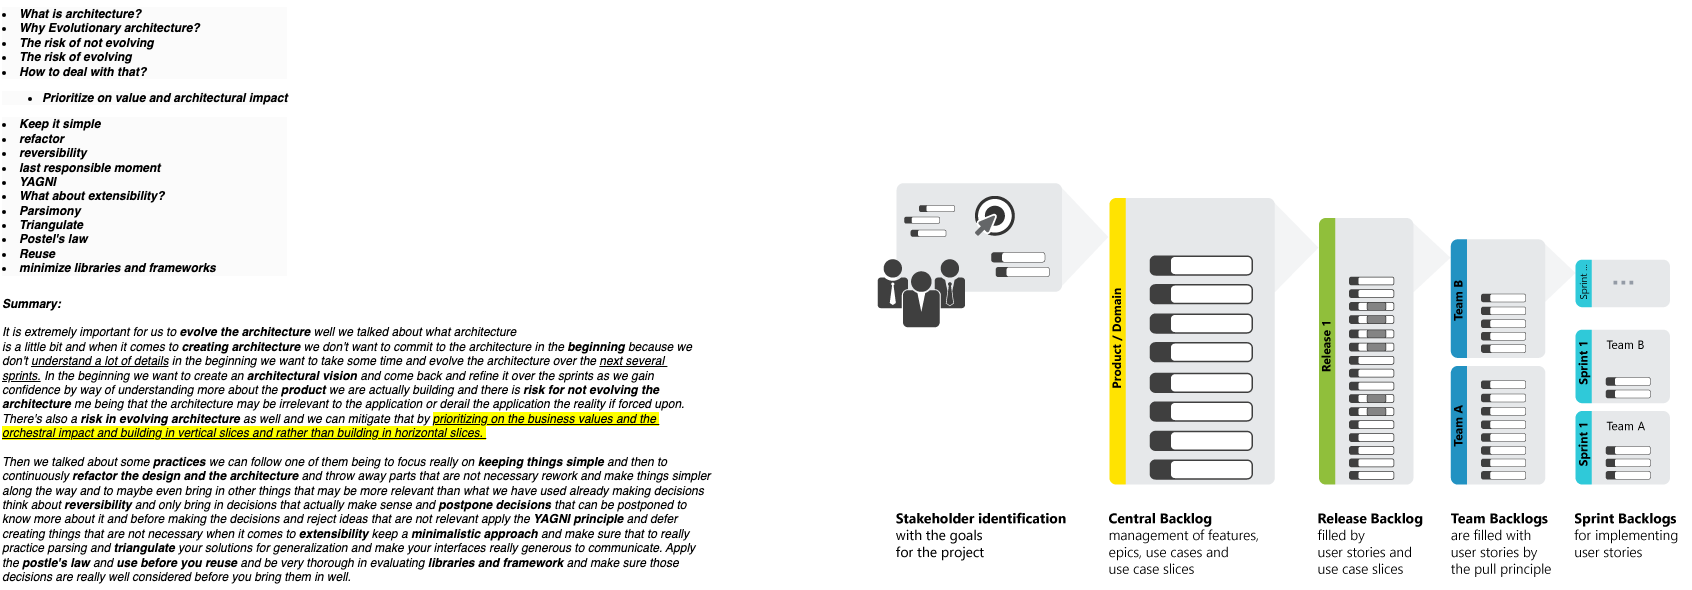 What is architecture?
Why Evolutionary architecture?
The risk of not evolving
The risk of evolving
How to deal with that?
Prioritize on value and architectural impact
Keep it simple
refactor
reversibility
last responsible moment
YAGNI
What about extensibility?
Parsimony
Triangulate
Postel's law
Reuse
minimize libraries and frameworks
Summary:
It is extremely important for us to evolve the architecture well we talked about what architecture
is a little bit and when it comes to creating architecture we don't want to commit to the architecture in the beginning because we
don't understand a lot of details in the beginning we want to take some time and evolve the architecture over the next several
sprints. In the beginning we want to create an architectural vision and come back and refine it over the sprints as we gain
confidence by way of understanding more about the product we are actually building and there is risk for not evolving the
architecture me being that the architecture may be irrelevant to the application or derail the application the reality if forced upon.
There's also a risk in evolving architecture as well and we can mitigate that by prioritizing on the business values and the
orchestral impact and building in vertical slices and rather than building in horizontal slices.
Then we talked about some practices we can follow one of them being to focus really on keeping things simple and then to
continuously refactor the design and the architecture and throw away parts that are not necessary rework and make things simpler
along the way and to maybe even bring in other things that may be more relevant than what we have used already making decisions
think about reversibility and only bring in decisions that actually make sense and postpone decisions that can be postponed to
know more about it and before making the decisions and reject ideas that are not relevant apply the YAGNI principle and defer
creating things that are not necessary when it comes to extensibility keep a minimalistic approach and make sure that to really
practice parsing and triangulate your solutions for generalization and make your interfaces really generous to communicate. Apply
the postle's law and use before you reuse and be very thorough in evaluating libraries and framework and make sure those
decisions are really well considered before you bring them in well.
Product / Domain
Release 1
Team B
Team A
Sprint ...
...
Sprint 1
Team B
Sprint 1
Team A
Stakeholder identification
with the goals
for the project
Central Backlog
management of features,
epics, use cases and
use case slices
Release Backlog
filled by
user stories and
use case slices
Team Backlogs
are filled with
user stories by
the pull principle
Sprint Backlogs
for implementing
user stories